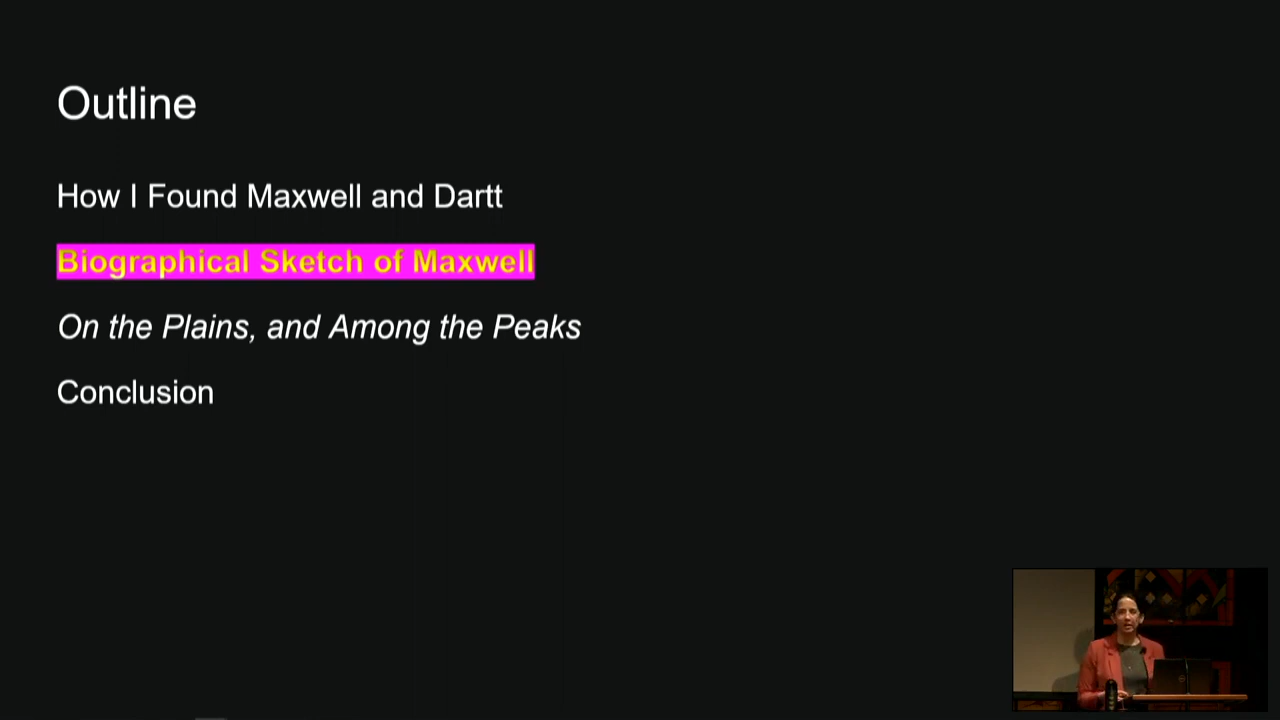 Outline
How I Found Maxwell and Dartt
Biographical Sketch of Maxwell
On the Plains, and Among the Peaks
Conclusion